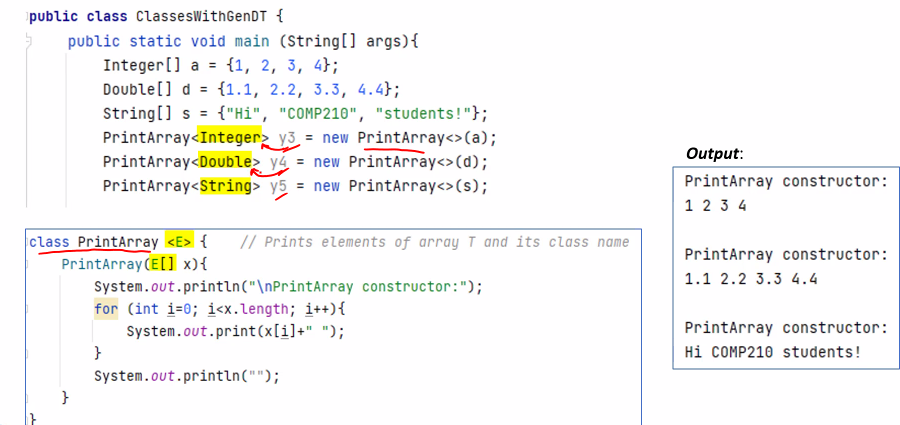 public class ClassesWithGenDT {
public static void main (String[] args){
Integer[] a = {1, 2, 3, 4};
Double[] d = {1.1, 2.2, 3.3, 4.4};
String[] s = {"Hi", "COMP210", "students!"};
PrintArray<Integer> y3 = new PrintArray<>(a);
PrintArray<Double> y4 = new PrintArray<>(d);
PrintArray<String> y5 = new PrintArray<>(s);
class PrintArray <E> { // Prints elements of array T and its class name
PrintArray(E[] x){
System.out.println("\nPrintArray constructor:");
for (int i=0; i<x.length; i++){
System.out.print(x[i]+" ");
}
System.out.println("");
}
}
Output:
PrintArray constructor:
1 2 3 4
PrintArray constructor:
1.1 2.2 3.3 4.4
PrintArray constructor:
Hi COMP210 students!